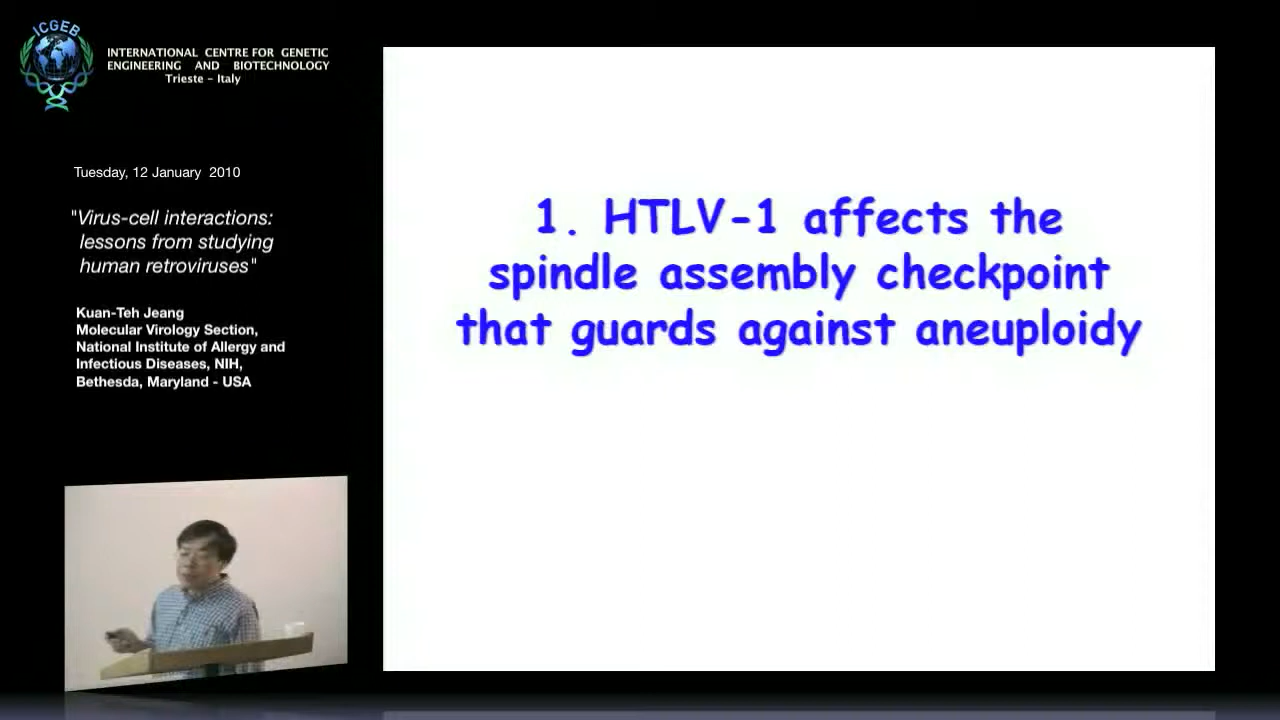 ICGEB
INTERNATIONAL CENTRE FOR GENETIC
ENGINEERING AND BIOTECHNOLOGY
Trieste - Italy
Tuesday, 12 January 2010
"Virus-cell interactions:
lessons from studying
human retroviruses"
Kuan-Teh Jeang
Molecular Virology Section,
National Institute of Allergy and
Infectious Diseases, NIH,
Bethesda, Maryland - USA
1. HTLV-1 affects the
spindle assembly checkpoint
that guards against aneuploidy